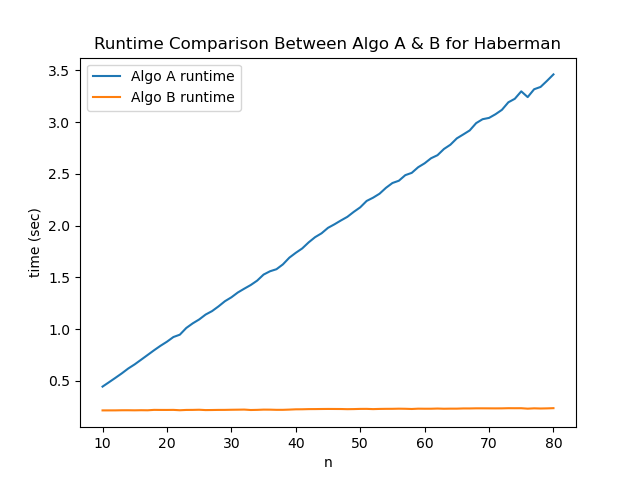 Runtime Comparison Between Algo A & B for Haberman
Algo A runtime
Algo B runtime
3.5
3.0
2.5
2.0
1.5
1.0
0.5
time (sec)
10 20 30 40 50 60 70 80
n